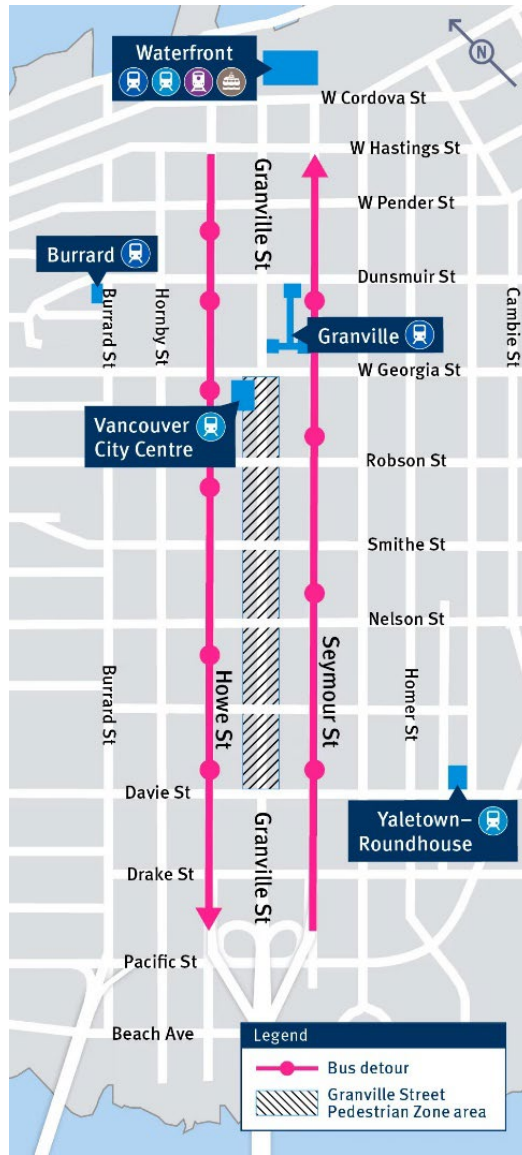 Waterfront
N
W Cordova St
W Hastings St
Granville St
W Pender St
Burrard
Dunsmuir St
Burrard St
Hornby St
Cambie St
Granville
W Georgia St
Vancouver
City Centre
Robson St
Smithe St
Nelson St
Burrard St
Howe St
Seymour St
Homer St
Davie St
Yaletown–
Roundhouse
Granville St
Drake St
Pacific St
Beach Ave
Legend
Bus detour
Granville Street
Pedestrian Zone area